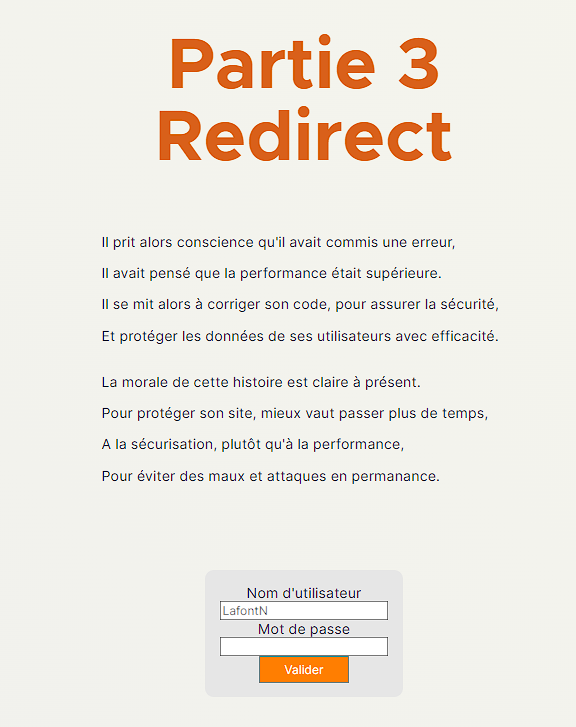 Partie 3
Redirect
Il prit alors conscience qu'il avait commis une erreur,
Il avait pensé que la performance était supérieure.
Il se mit alors à corriger son code, pour assurer la sécurité,
Et protéger les données de ses utilisateurs avec efficacité.
La morale de cette histoire est claire à présent.
Pour protéger son site, mieux vaut passer plus de temps,
A la sécurisation, plutôt qu'à la performance,
Pour éviter des maux et attaques en permanance.
Nom d'utilisateur
LafontN
Mot de passe
Valider